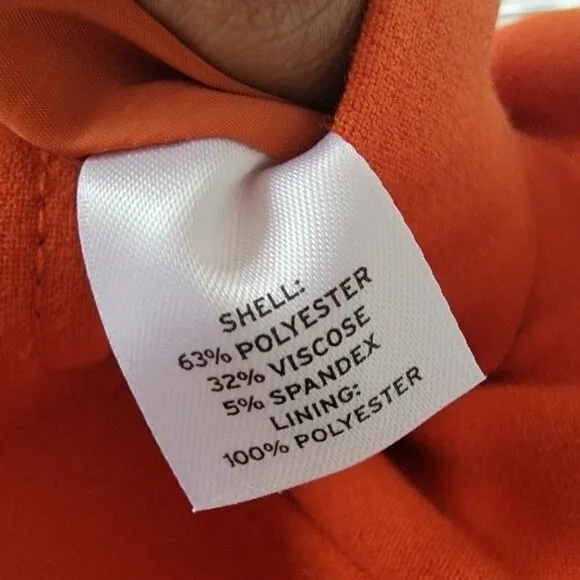 SHELL:
63% POLYESTER
32% VISCOSE
5% SPANDEX
LINING:
100% POLYESTER